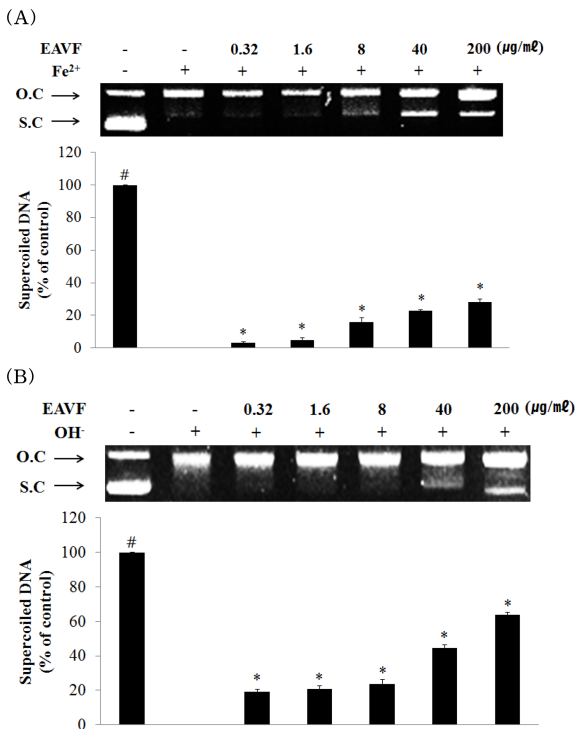 (A)
EAVF - - 0.32 1.6 8 40 200 (μg/mℓ)
Fe²⁺ - + + + + + +
O.C
S.C
Supercoiled DNA
(% of control)
120
100
80
60
40
20
0
#
*
*
*
*
*
(B)
EAVF - - 0.32 1.6 8 40 200 (μg/mℓ)
OH⁻ - + + + + + +
O.C
S.C
Supercoiled DNA
(% of control)
120
100
80
60
40
20
0
#
*
*
*
*
*